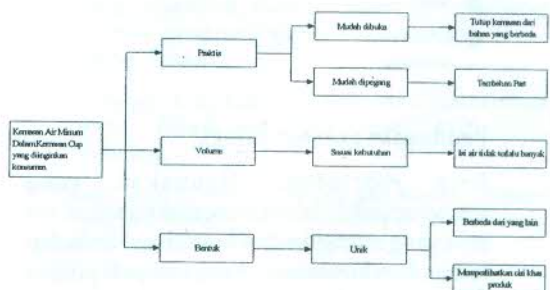 Mudah dibuka
Tutup kemasan dari
bahan yang berbeda
Praktis
Mudah dipegang
Tambahan Part
Kemasan Air Minum
Dalam Kemasan Cup
yang diinginkan
konsumen
Volume
Sesuai kebutuhan
Isi air tidak terlalu banyak
Bentuk
Unik
Berbeda dari yang lain
Memperlihatkan ciri khas
produk